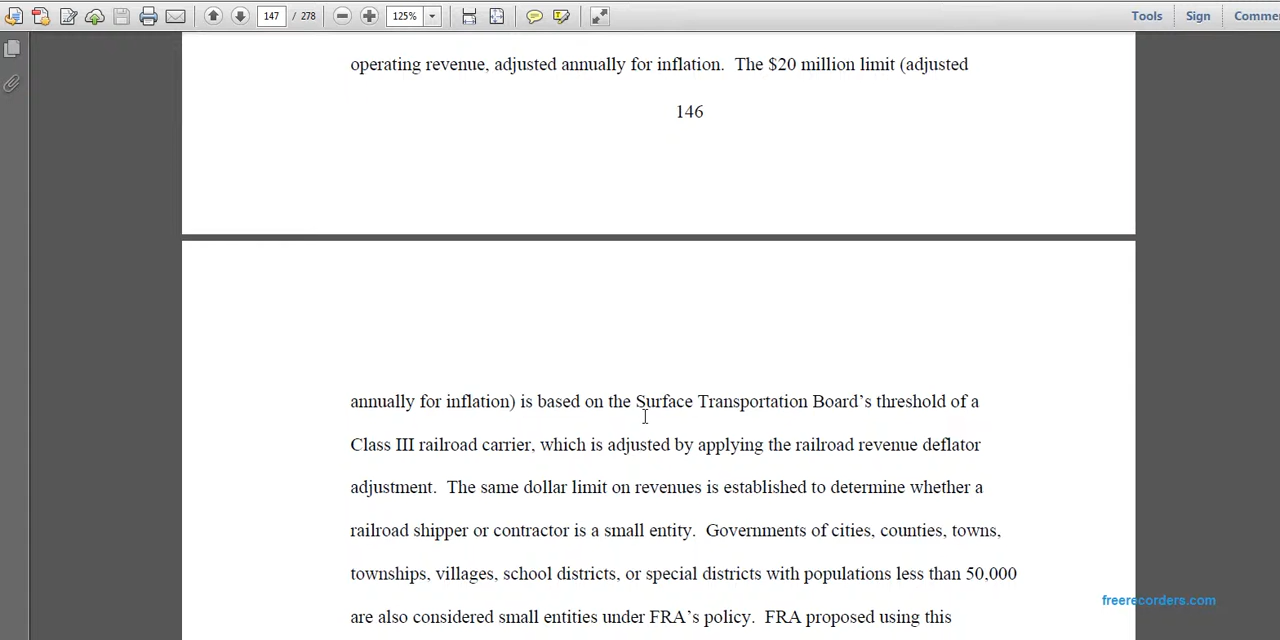 147 / 278 125% Tools Sign Comme
operating revenue, adjusted annually for inflation.  The $20 million limit (adjusted
146
annually for inflation) is based on the Surface Transportation Board’s threshold of a
Class III railroad carrier, which is adjusted by applying the railroad revenue deflator
adjustment.  The same dollar limit on revenues is established to determine whether a
railroad shipper or contractor is a small entity.  Governments of cities, counties, towns,
townships, villages, school districts, or special districts with populations less than 50,000
freerecorders.com
are also considered small entities under FRA’s policy.  FRA proposed using this